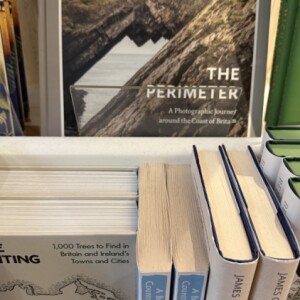 THE
PERIMETER
A Photographic Journey
around the Coast of Britain
1,000 Trees to Find in
Britain and Ireland's
Towns and Cities
JAMES
JAMES